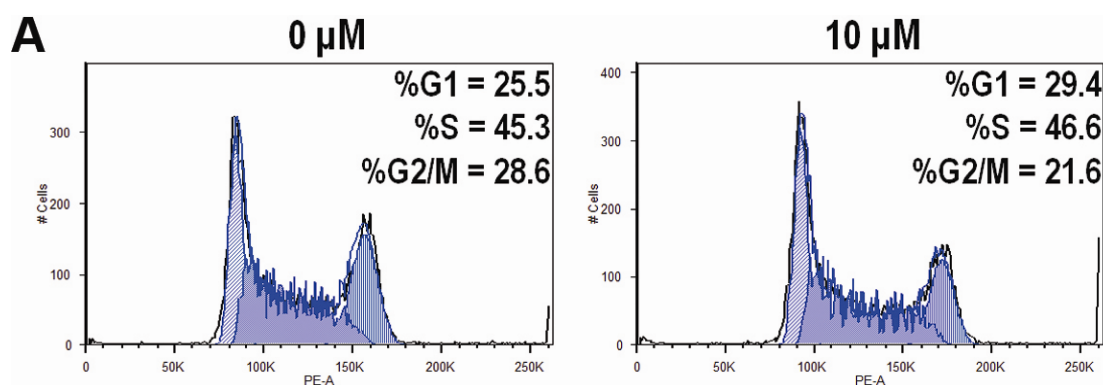 A
0 µM
%G1 = 25.5
%S = 45.3
%G2/M = 28.6
# Cells
300
200
100
0
0
50K
100K
150K
200K
250K
PE-A
10 µM
%G1 = 29.4
%S = 46.6
%G2/M = 21.6
# Cells
400
300
200
100
0
0
50K
100K
150K
200K
250K
PE-A